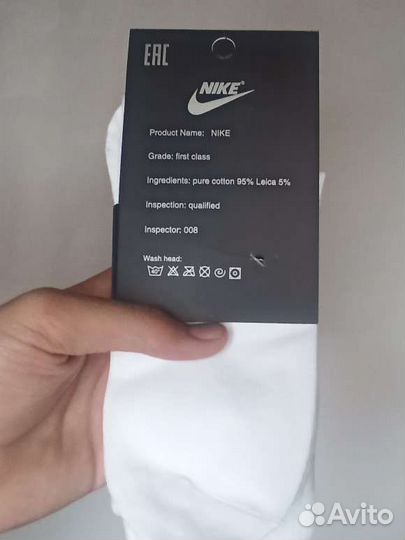 EAC
NIKE
Product Name: NIKE
Grade: first class
Ingredients: pure cotton 95% Leica 5%
Inspection: qualified
Inspector: 008
Wash head:
Avito